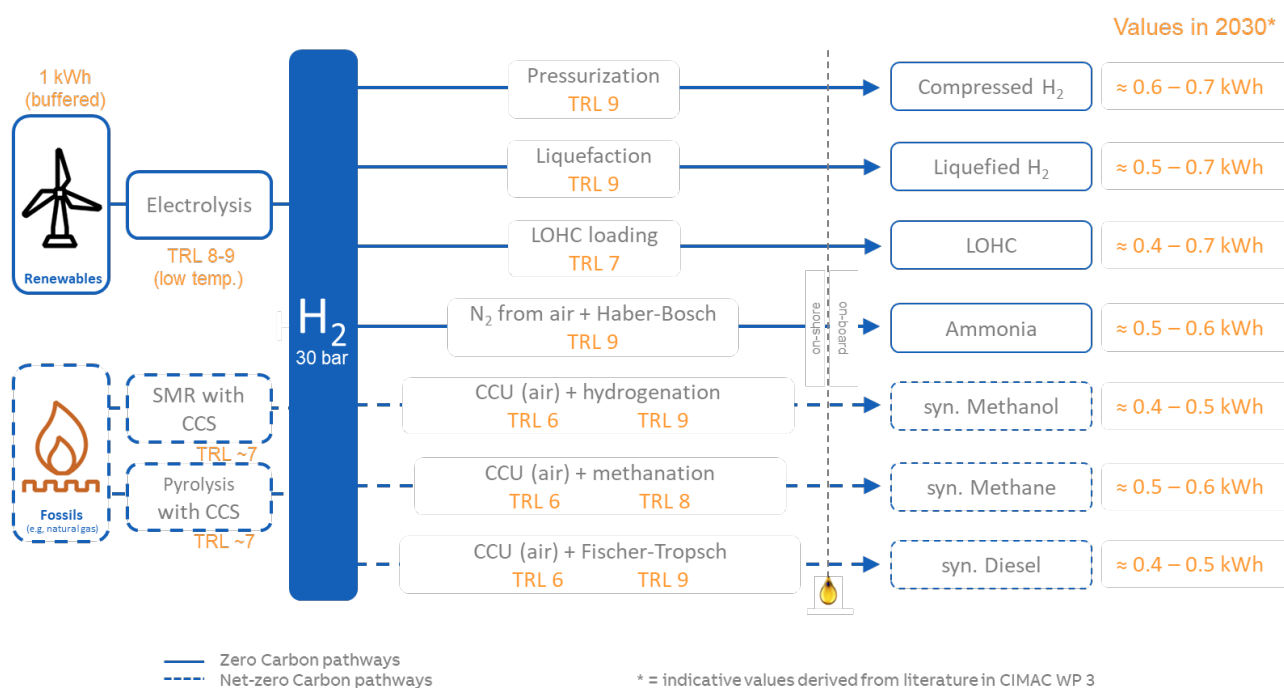 Values in 2030*
1 kWh
(buffered)
Renewables
Electrolysis
TRL 8-9
(low temp.)
Fossils
(e.g, natural gas)
SMR with
CCS
TRL ~7
Pyrolysis
with CCS
TRL ~7
H₂
30 bar
Pressurization
TRL 9
Compressed H₂
≈ 0.6 – 0.7 kWh
Liquefaction
TRL 9
Liquefied H₂
≈ 0.5 – 0.7 kWh
LOHC loading
TRL 7
LOHC
≈ 0.4 – 0.7 kWh
N₂ from air + Haber-Bosch
TRL 9
on-shore
on-board
Ammonia
≈ 0.5 – 0.6 kWh
CCU (air) + hydrogenation
TRL 6 TRL 9
syn. Methanol
≈ 0.4 – 0.5 kWh
CCU (air) + methanation
TRL 6 TRL 8
syn. Methane
≈ 0.5 – 0.6 kWh
CCU (air) + Fischer-Tropsch
TRL 6 TRL 9
syn. Diesel
≈ 0.4 – 0.5 kWh
Zero Carbon pathways
Net-zero Carbon pathways
* = indicative values derived from literature in CIMAC WP 3